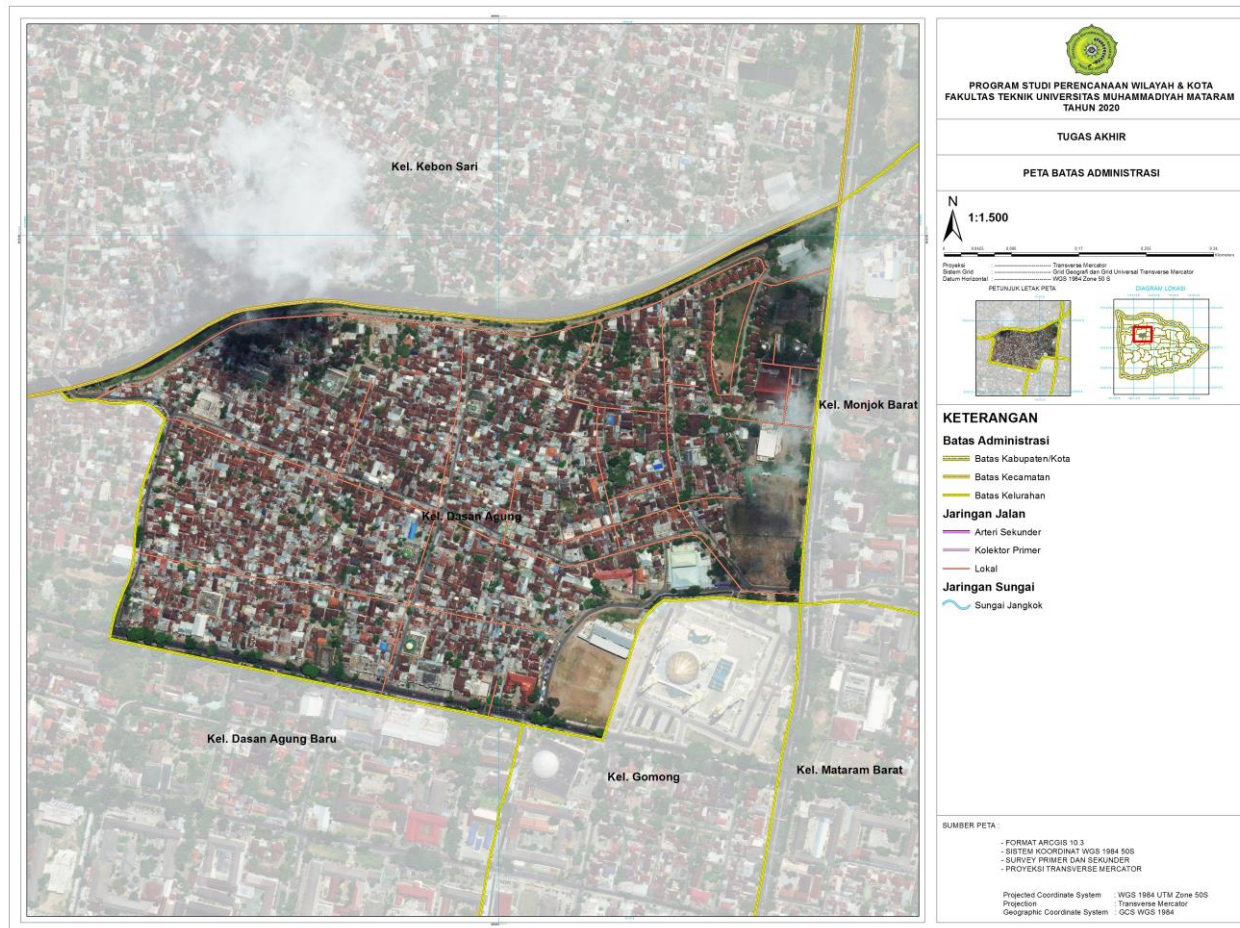 Kel. Kebon Sari
Kel. Monjok Barat
Kel. Dasan Agung
Kel. Dasan Agung Baru
Kel. Gomong
Kel. Mataram Barat
PROGRAM STUDI PERENCANAAN WILAYAH & KOTA
FAKULTAS TEKNIK UNIVERSITAS MUHAMMADIYAH MATARAM
TAHUN 2020
TUGAS AKHIR
PETA BATAS ADMINISTRASI
N
1:1.500
Kilometers
Proyeksi : Transverse Mercator
Sistem Grid : Grid Geografi dan Grid Universal Transverse Mercator
Datum Horizontal : WGS 1984 Zone 50 S
PETUNJUK LETAK PETA
DIAGRAM LOKASI
KETERANGAN
Batas Administrasi
Batas Kabupaten/Kota
Batas Kecamatan
Batas Kelurahan
Jaringan Jalan
Arteri Sekunder
Kolektor Primer
Lokal
Jaringan Sungai
Sungai Jangkok
SUMBER PETA :
- FORMAT ARCGIS 10.3
- SISTEM KOORDINAT WGS 1984 50S
- SURVEY PRIMER DAN SEKUNDER
- PROYEKSI TRANSVERSE MERCATOR
Projected Coordinate System : WGS 1984 UTM Zone 50S
Projection : Transverse Mercator
Geographic Coordinate System : GCS WGS 1984